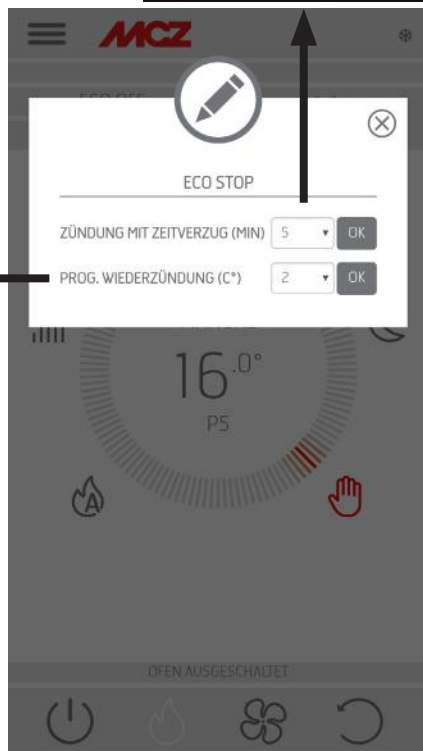 MCZ
ECO STOP
ZÜNDUNG MIT ZEITVERZUG (MIN) 5 OK
PROG. WIEDERZÜNDUNG (C°) 2 OK
16.0°
P5
A
OFEN AUSGESCHALTET